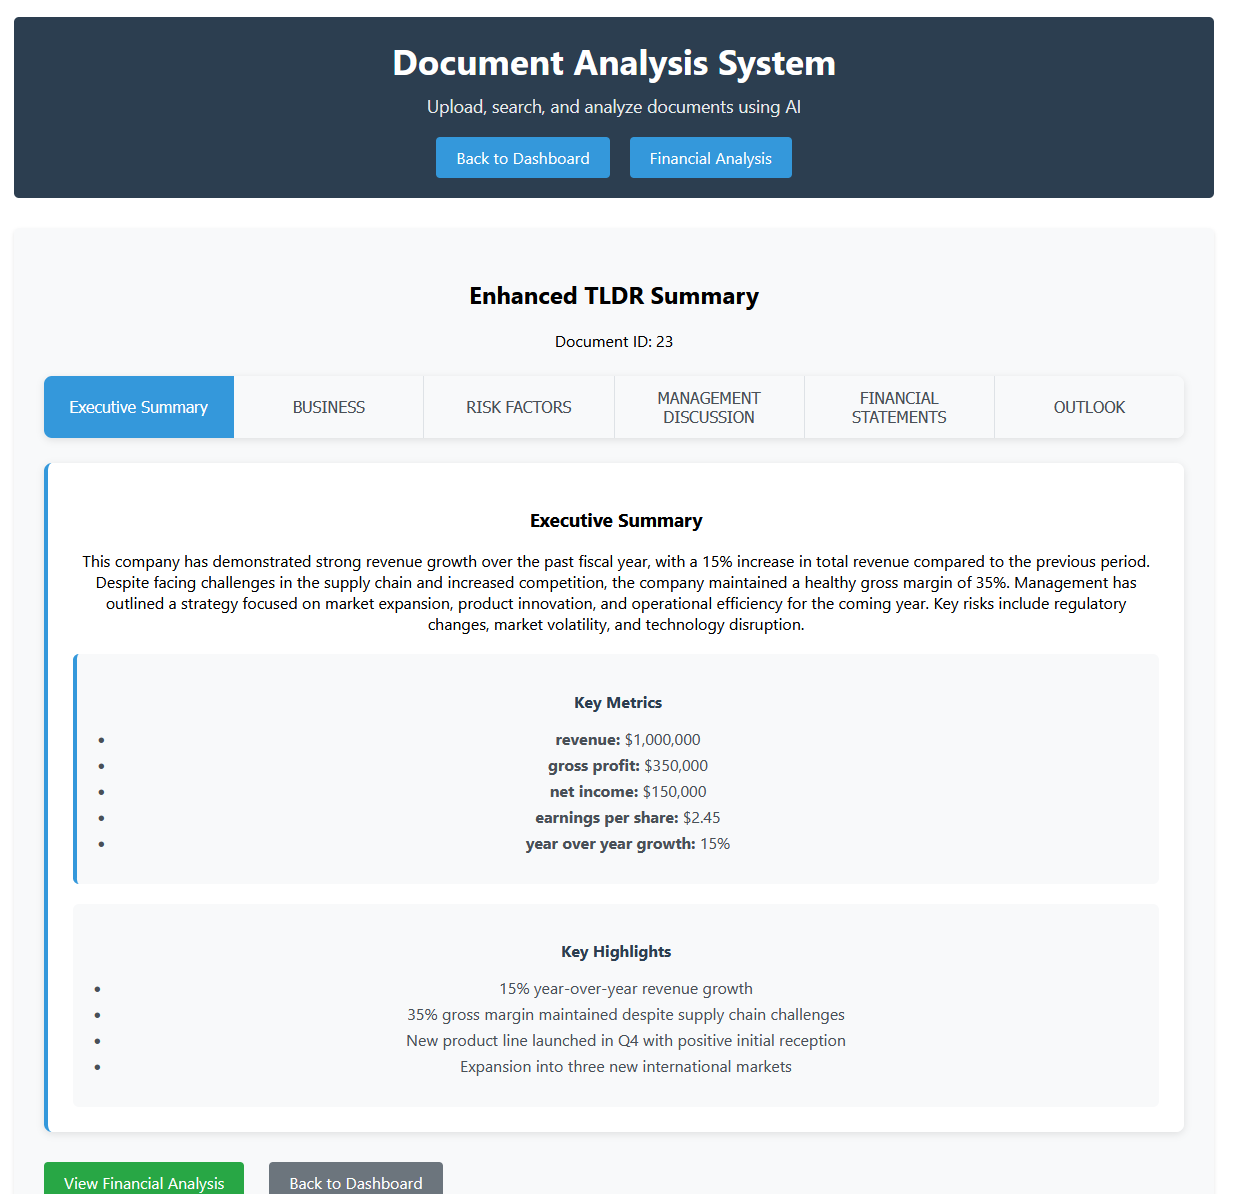 Document Analysis System
Upload, search, and analyze documents using AI
Back to Dashboard
Financial Analysis
Enhanced TLDR Summary
Document ID: 23
Executive Summary
BUSINESS
RISK FACTORS
MANAGEMENT
DISCUSSION
FINANCIAL
STATEMENTS
OUTLOOK
Executive Summary
This company has demonstrated strong revenue growth over the past fiscal year, with a 15% increase in total revenue compared to the previous period.
Despite facing challenges in the supply chain and increased competition, the company maintained a healthy gross margin of 35%. Management has
outlined a strategy focused on market expansion, product innovation, and operational efficiency for the coming year. Key risks include regulatory
changes, market volatility, and technology disruption.
Key Metrics
• revenue: $1,000,000
• gross profit: $350,000
• net income: $150,000
• earnings per share: $2.45
• year over year growth: 15%
Key Highlights
• 15% year-over-year revenue growth
• 35% gross margin maintained despite supply chain challenges
• New product line launched in Q4 with positive initial reception
• Expansion into three new international markets
View Financial Analysis
Back to Dashboard